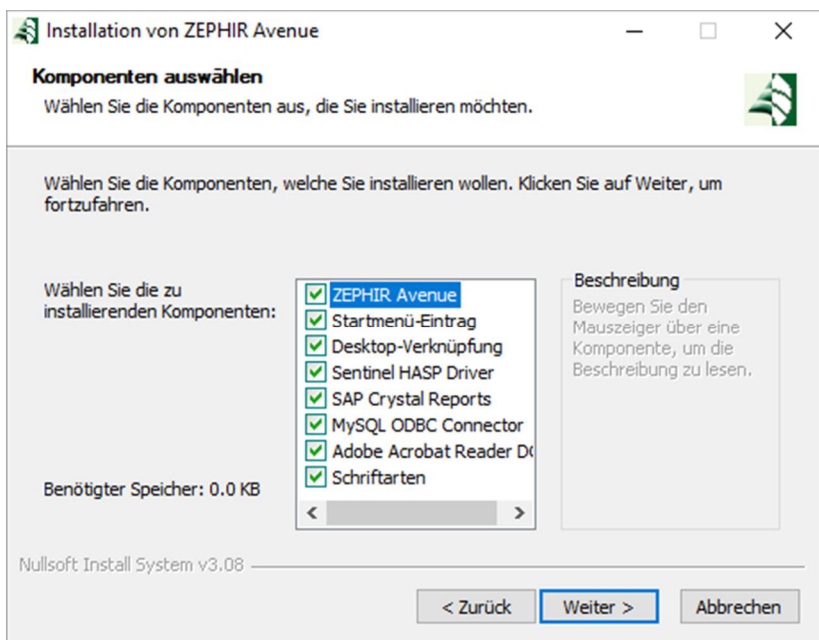 Installation von ZEPHIR Avenue
Komponenten auswählen
Wählen Sie die Komponenten aus, die Sie installieren möchten.
Wählen Sie die Komponenten, welche Sie installieren wollen. Klicken Sie auf Weiter, um
fortzufahren.
Wählen Sie die zu
installierenden Komponenten:
ZEPHIR Avenue
Startmenü-Eintrag
Desktop-Verknüpfung
Sentinel HASP Driver
SAP Crystal Reports
MySQL ODBC Connector
Adobe Acrobat Reader D
Schriftarten
Beschreibung
Bewegen Sie den
Mauszeiger über eine
Komponente, um die
Beschreibung zu lesen.
Benötigter Speicher: 0.0 KB
Nullsoft Install System v3.08
< Zurück
Weiter >
Abbrechen